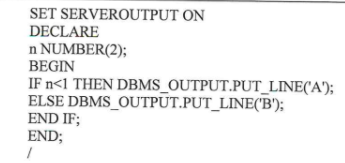 SET SERVEROUTPUT ON
DECLARE
n NUMBER(2);
BEGIN
IF n<1 THEN DBMS_OUTPUT.PUT_LINE('A');
ELSE DBMS_OUTPUT.PUT_LINE('B');
END IF;
END;
/